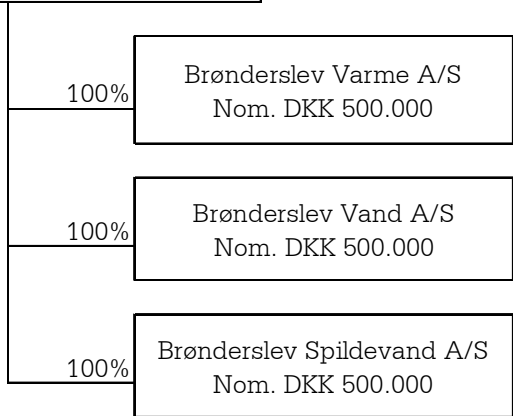 100%
Brønderslev Varme A/S
Nom. DKK 500.000
100%
Brønderslev Vand A/S
Nom. DKK 500.000
100%
Brønderslev Spildevand A/S
Nom. DKK 500.000